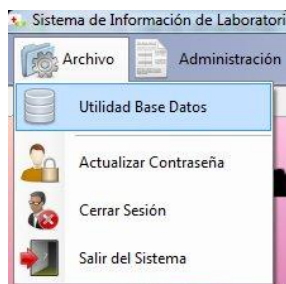 Sistema de Información de Laboratori
Archivo Administración
Utilidad Base Datos
Actualizar Contraseña
Cerrar Sesión
Salir del Sistema